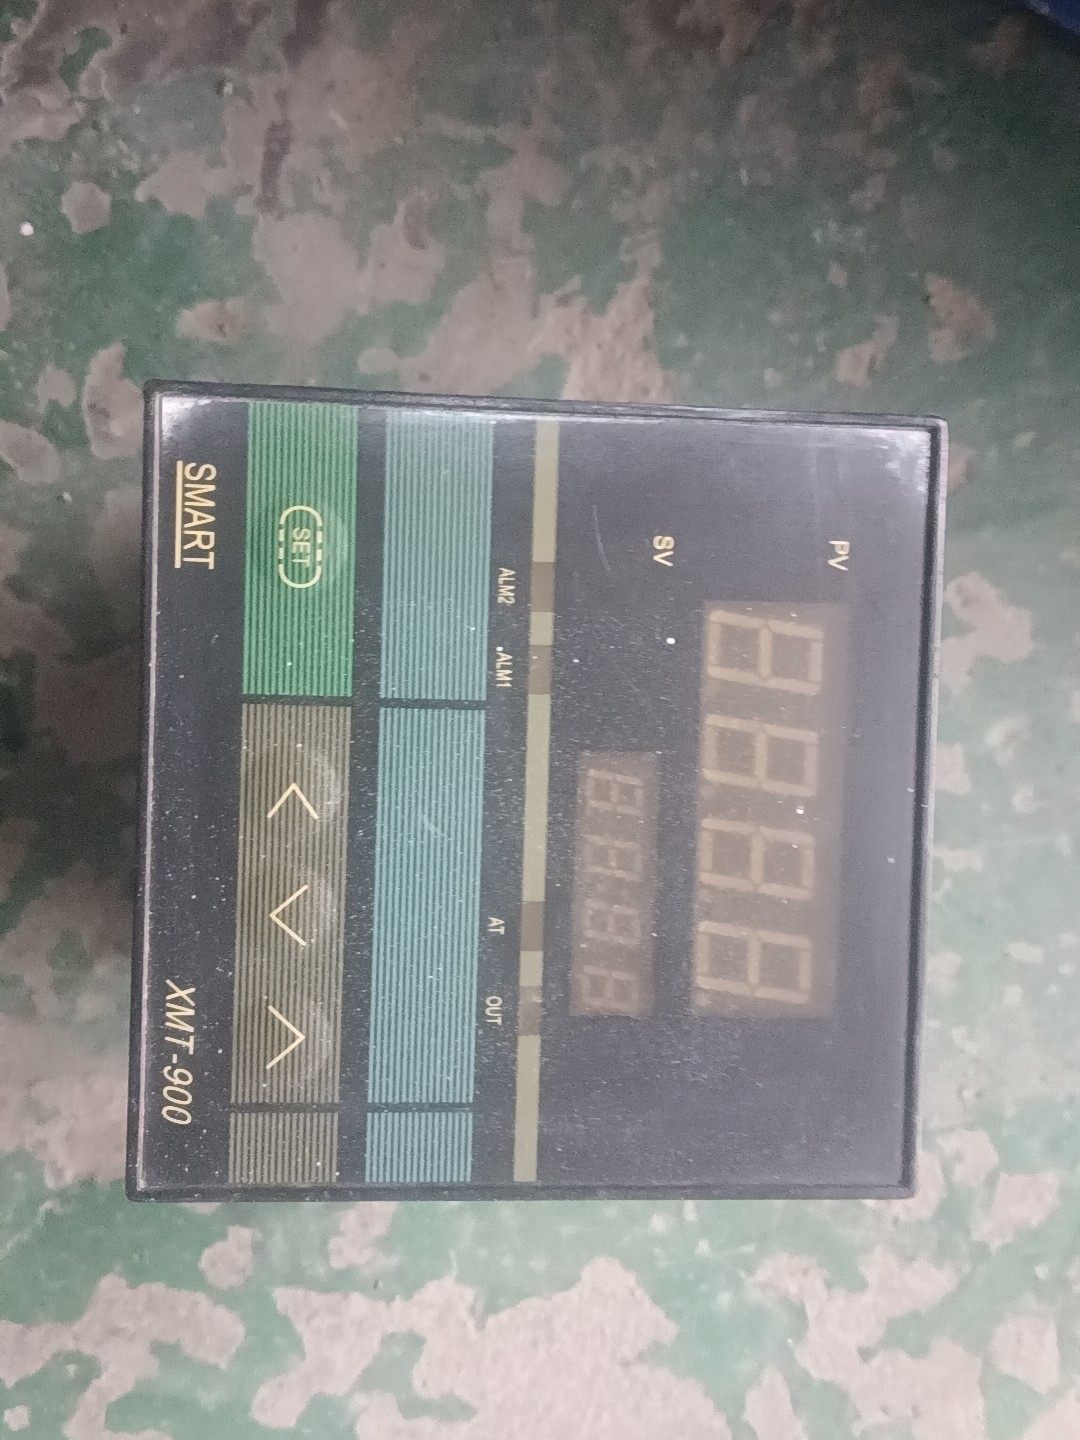 PV
SV
ALM2 ALM1 AT OUT
SET
SMART XMT-900